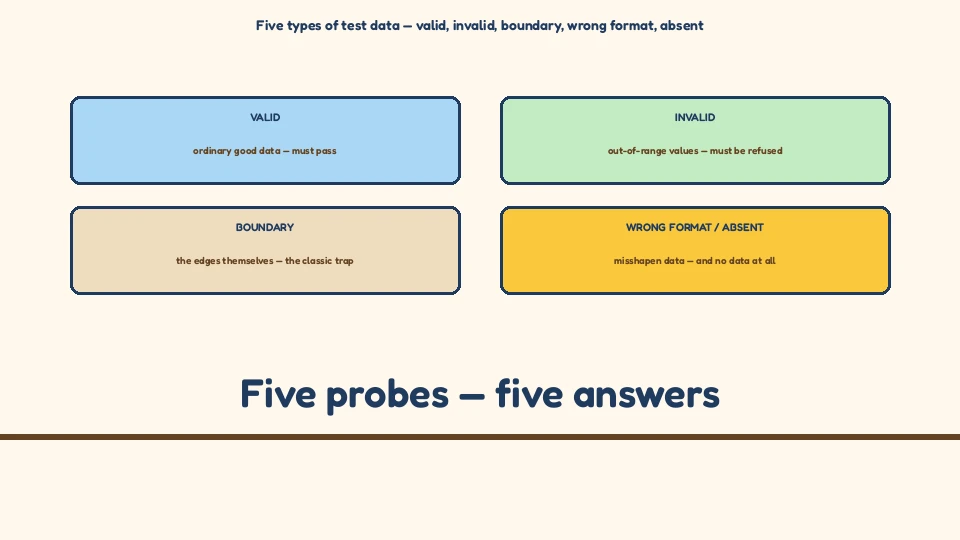 Five types of test data — valid, invalid, boundary, wrong format, absent
VALID
ordinary good data — must pass
INVALID
out-of-range values — must be refused
BOUNDARY
the edges themselves — the classic trap
WRONG FORMAT / ABSENT
misshapen data — and no data at all
Five probes — five answers